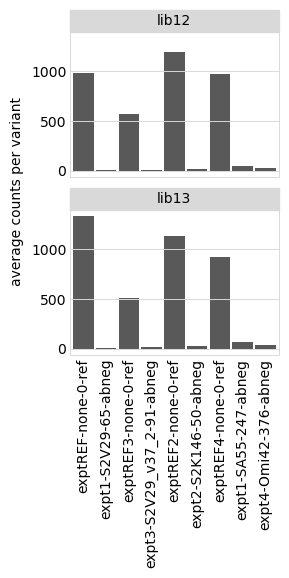 lib12
1000
500
0
lib13
1000
500
0
average counts per variant
exptREF-none-0-ref
expt1-S2V29-65-abneg
exptREF3-none-0-ref
expt3-S2V29_v37_2-91-abneg
exptREF2-none-0-ref
expt2-S2K146-50-abneg
exptREF4-none-0-ref
expt1-SA55-247-abneg
expt4-Omi42-376-abneg